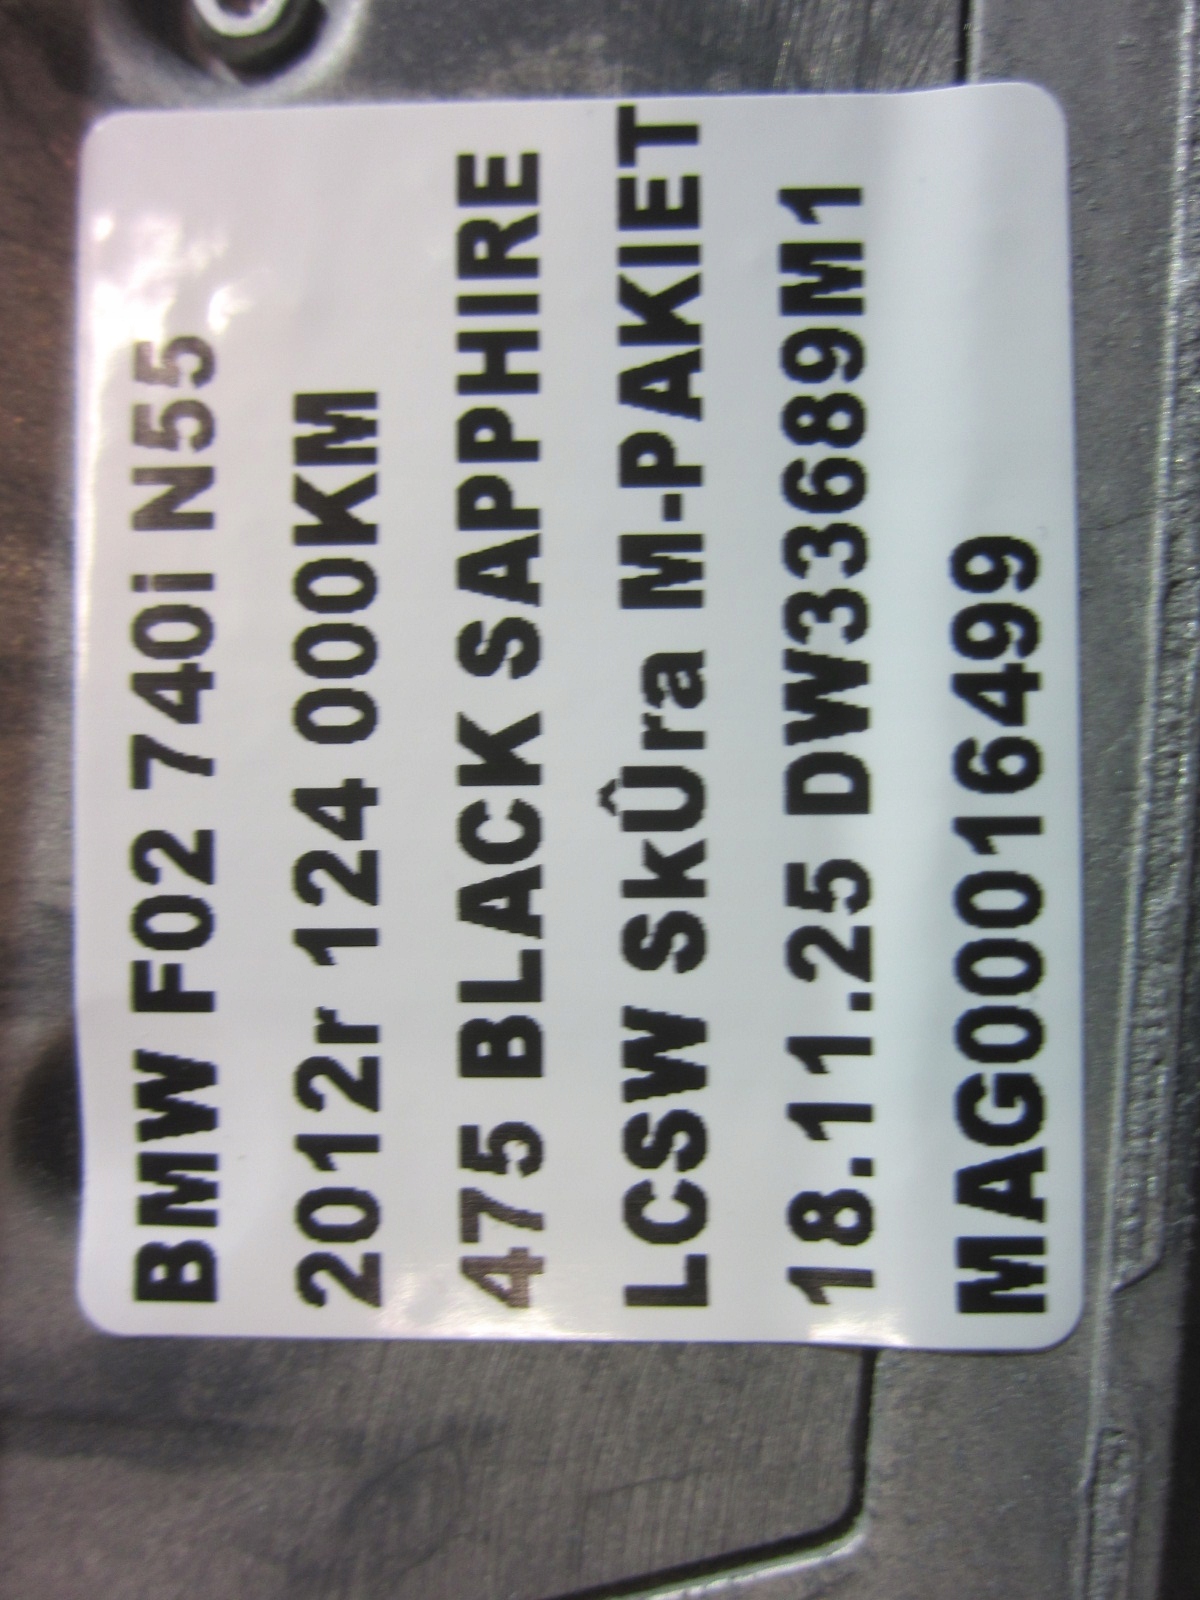 BMW F02 740i N55
2012r 124 000KM
475 BLACK SAPPHIRE
LCSW SkÛra M-PAKIET
18.11.25 DW33689M1
MAG00016499